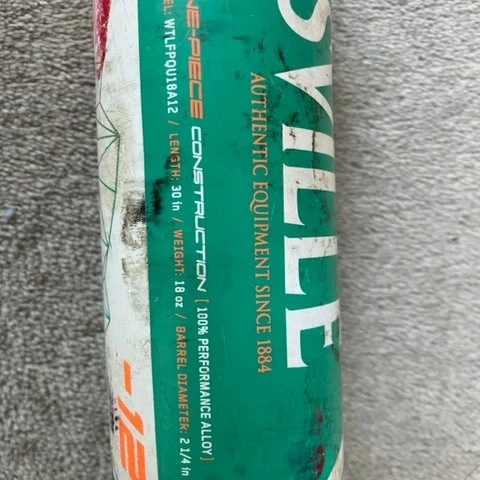 SVILLE
AUTHENTIC EQUIPMENT SINCE 1884
NE-PIECE CONSTRUCTION [100% PERFORMANCE ALLOY]
EL: WTLFPQU18A12 / LENGTH: 30 in / WEIGHT: 18 oz / BARREL DIAMETER: 2 1/4 in
-12